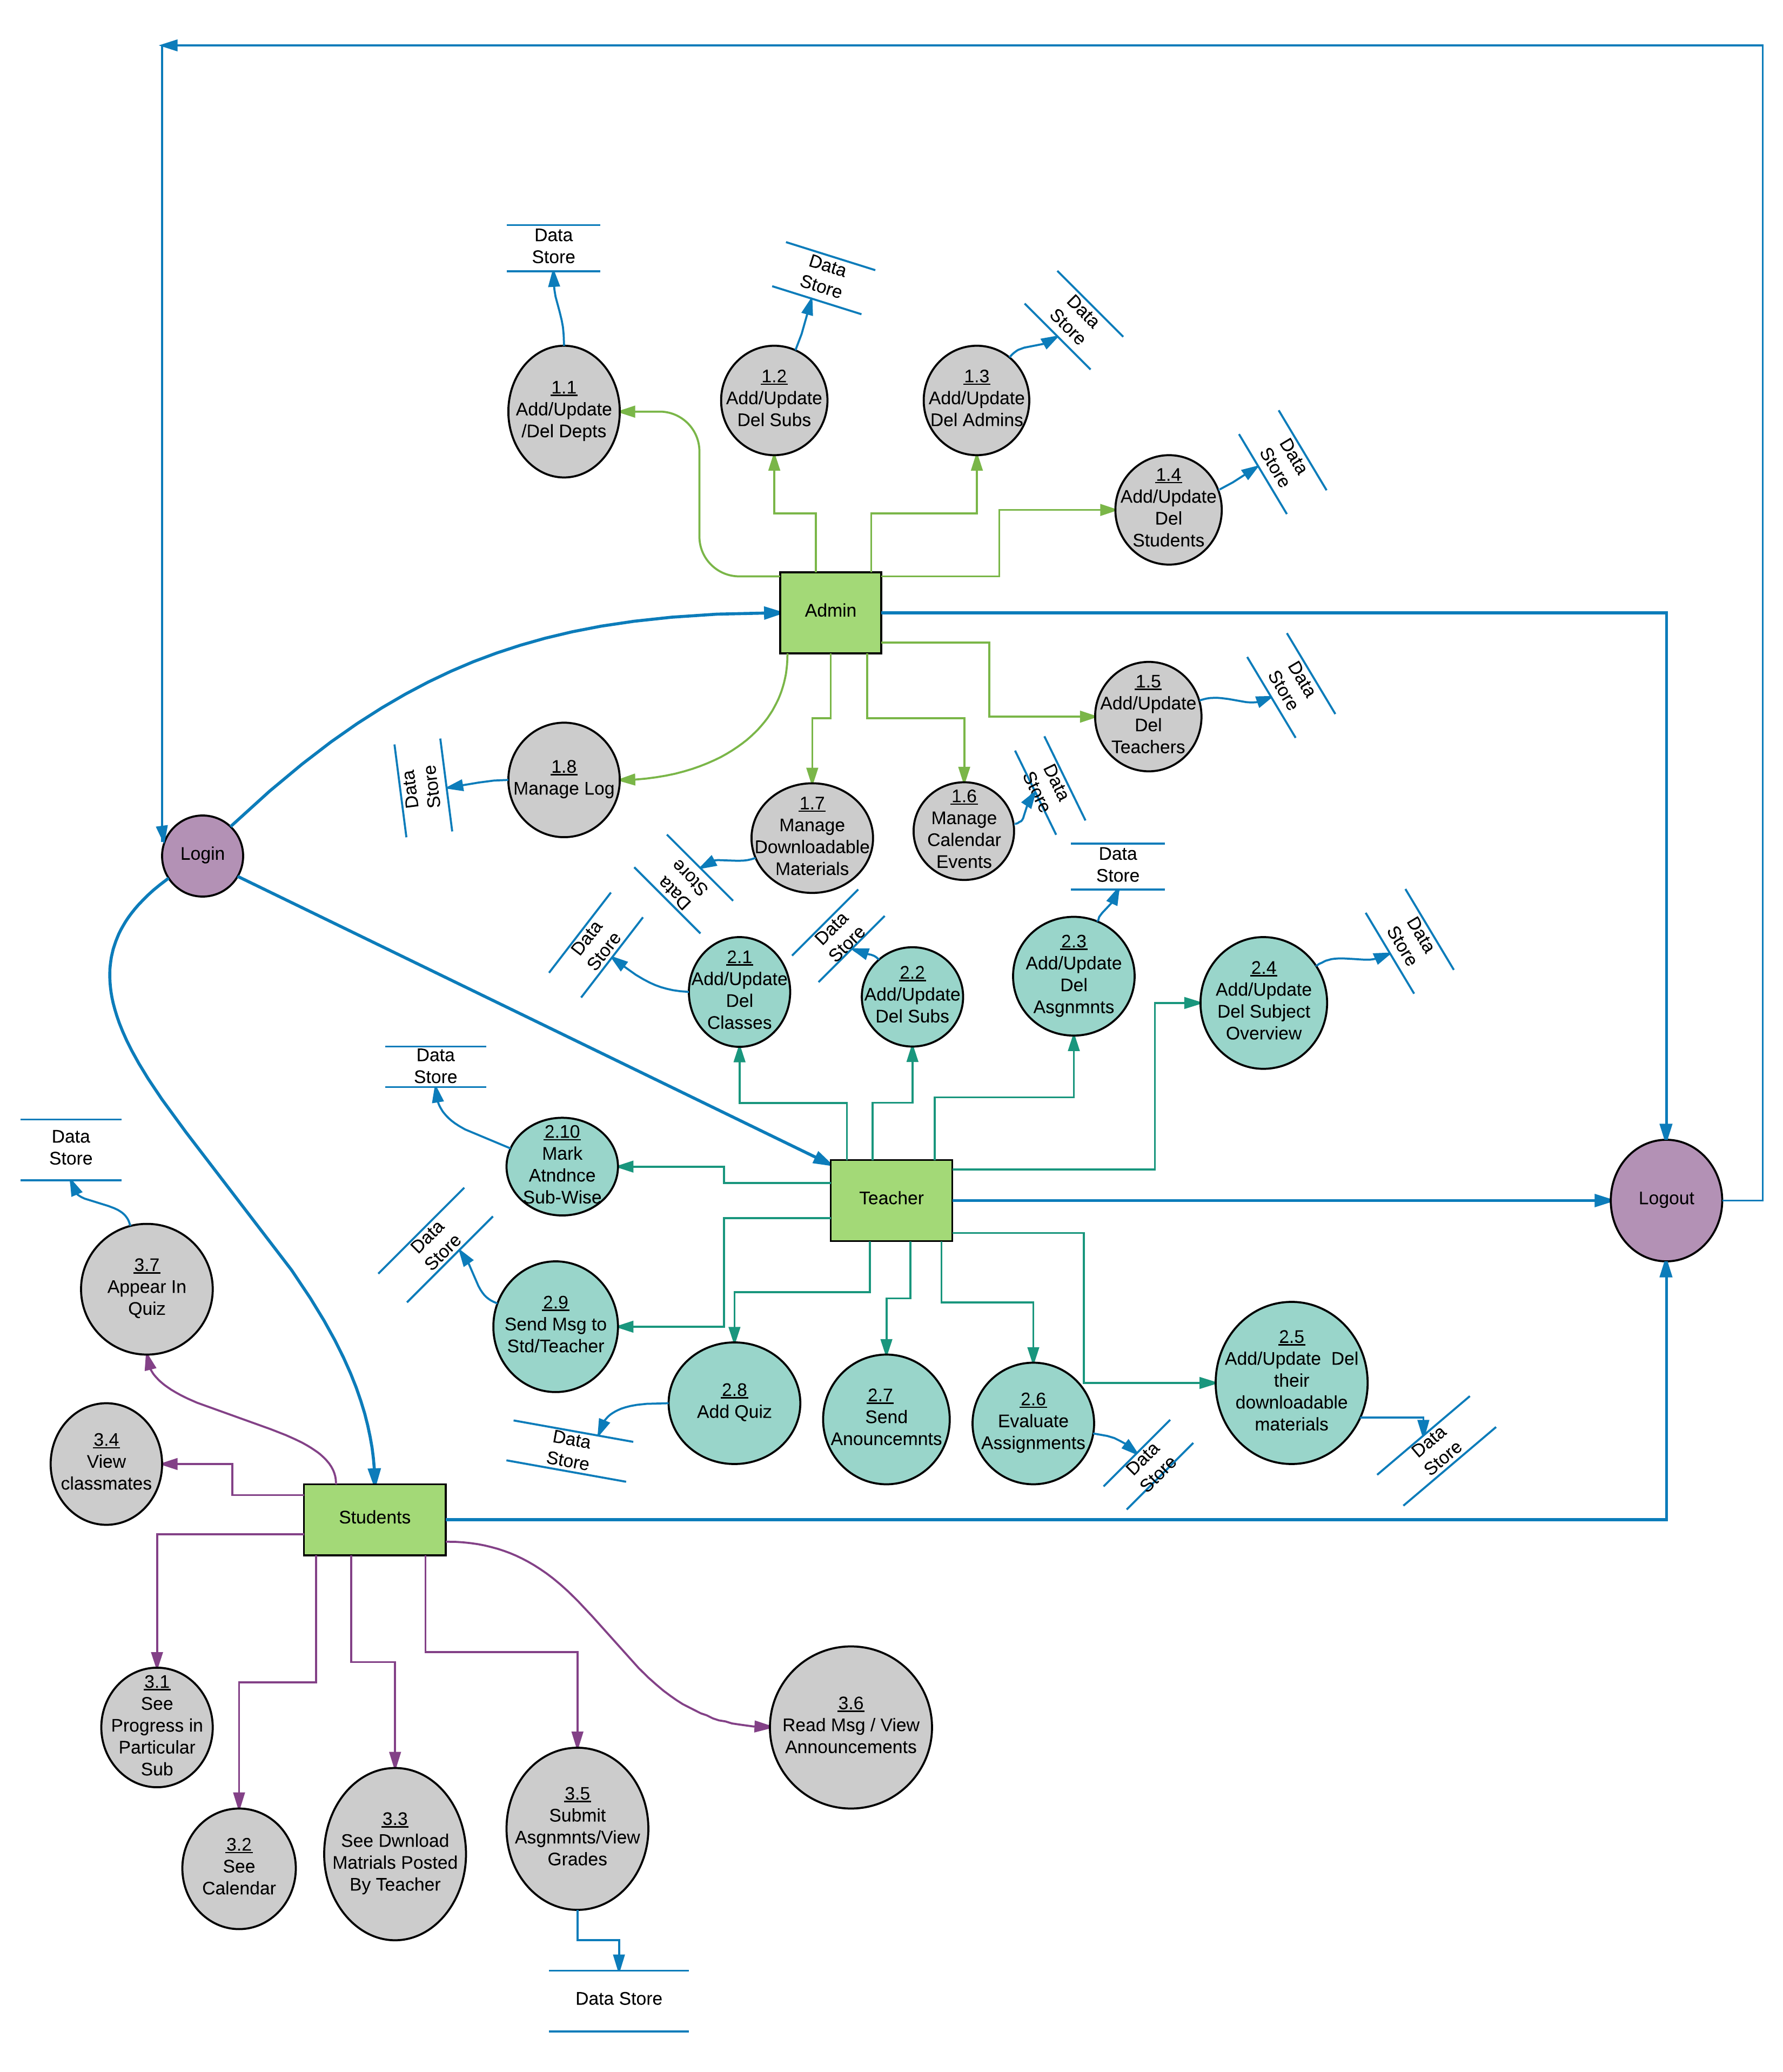 Data
Store
Data
Store
Data
Store
1.1
Add/Update
/Del Depts
1.2
Add/Update
Del Subs
1.3
Add/Update
Del Admins
Data
Store
1.4
Add/Update
Del
Students
Admin
Data
Store
1.5
Add/Update
Del
Teachers
Data
Store
1.8
Manage Log
1.7
Manage
Downloadable
Materials
1.6
Manage
Calendar
Events
Data
Store
Login
Data
Store
Data
Store
Data
Store
Data
Store
Data
Store
2.1
Add/Update
Del
Classes
2.2
Add/Update
Del Subs
2.3
Add/Update
Del
Asgnmnts
2.4
Add/Update
Del Subject
Overview
Data
Store
2.10
Mark
Atndnce
Sub-Wise
Data
Store
Teacher
Logout
Data
Store
3.7
Appear In
Quiz
2.9
Send Msg to
Std/Teacher
2.8
Add Quiz
2.7
Send
Anouncemnts
2.6
Evaluate
Assignments
2.5
Add/Update  Del
their
downloadable
materials
Data
Store
Data
Store
Data
Store
3.4
View
classmates
Students
3.1
See
Progress in
Particular
Sub
3.2
See
Calendar
3.3
See Dwnload
Matrials Posted
By Teacher
3.5
Submit
Asgnmnts/View
Grades
3.6
Read Msg / View
Announcements
Data Store